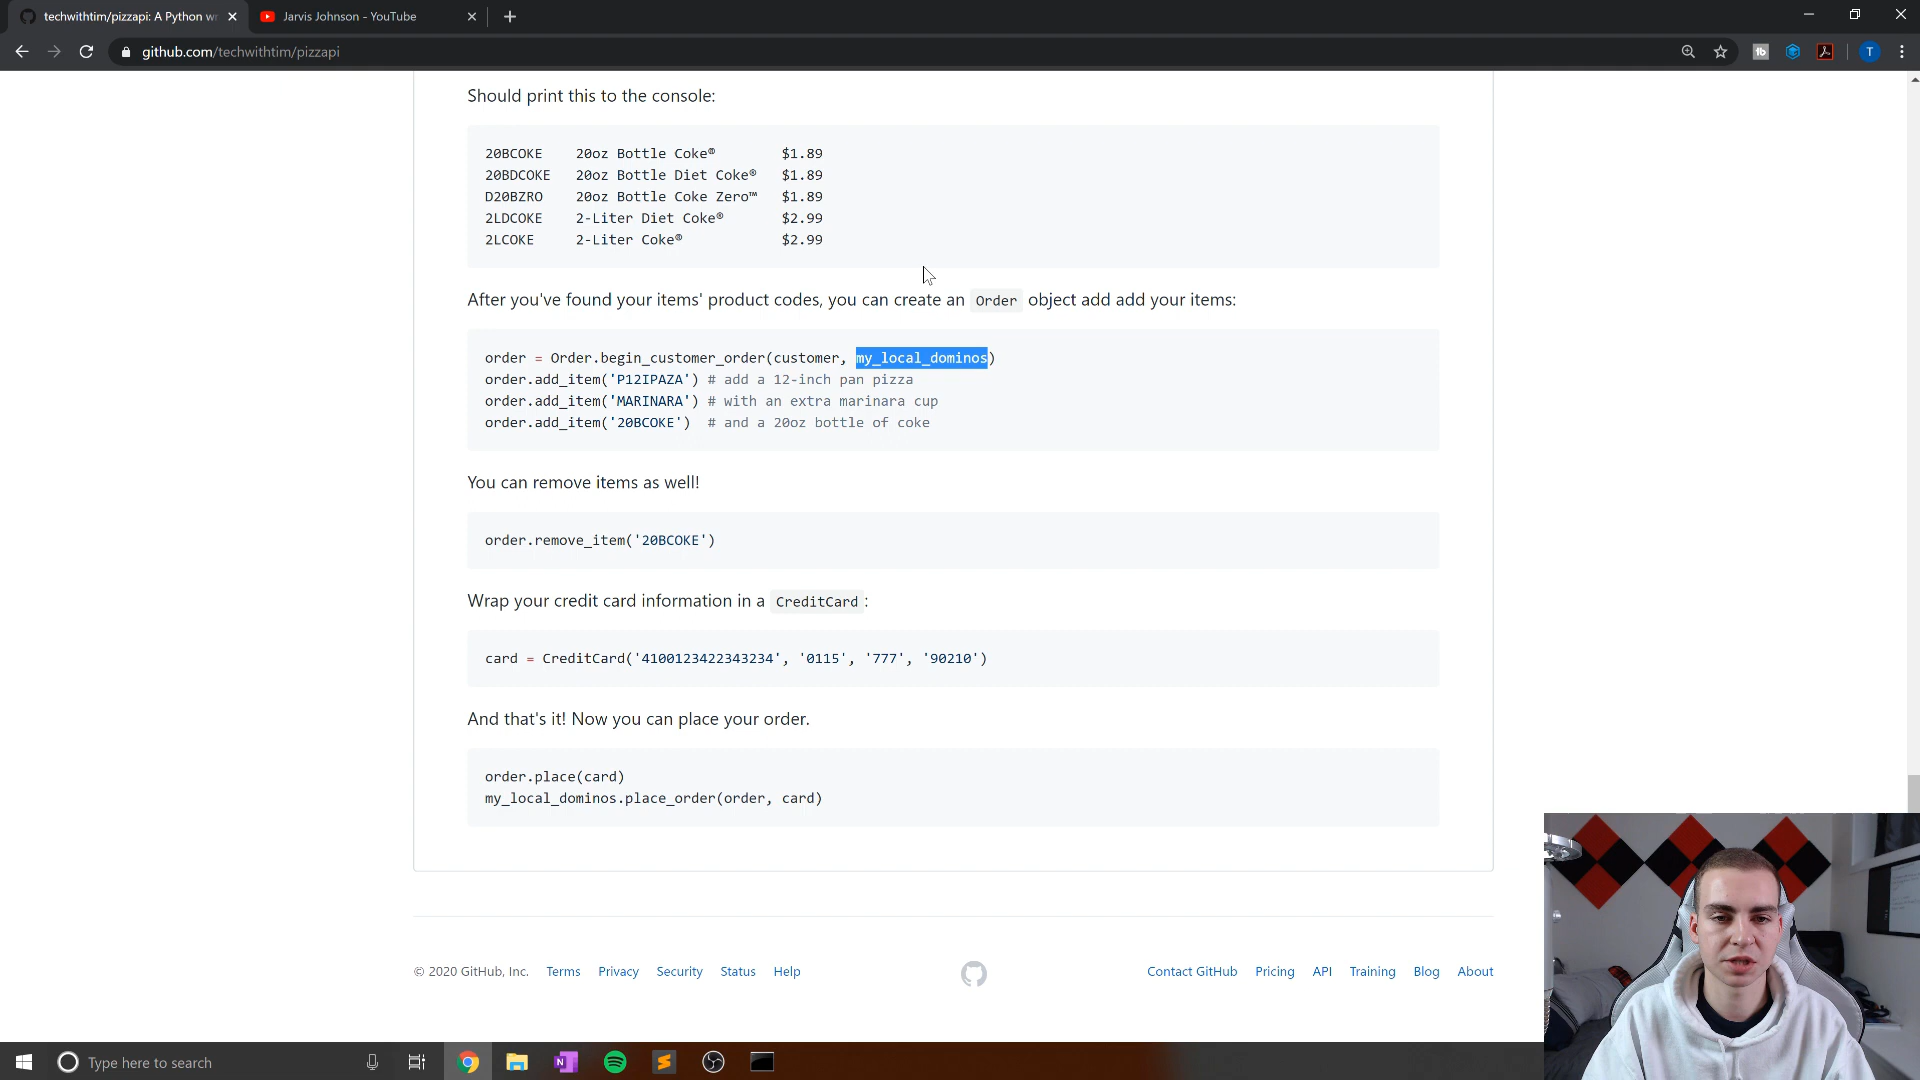 techwithtim/pizzapi: A Python wr
Jarvis Johnson - YouTube
github.com/techwithtim/pizzapi
T
Should print this to the console:
20BCOKE 20oz Bottle Coke® $1.89
20BDCOKE 20oz Bottle Diet Coke® $1.89
D20BZRO 20oz Bottle Coke Zero™ $1.89
2LDCOKE 2-Liter Diet Coke® $2.99
2LCOKE 2-Liter Coke® $2.99
After you've found your items' product codes, you can create an Order object add add your items:
order = Order.begin_customer_order(customer, my_local_dominos)
order.add_item('P12IPAZA') # add a 12-inch pan pizza
order.add_item('MARINARA') # with an extra marinara cup
order.add_item('20BCOKE') # and a 20oz bottle of coke
You can remove items as well!
order.remove_item('20BCOKE')
Wrap your credit card information in a CreditCard:
card = CreditCard('4100123422343234', '0115', '777', '90210')
And that's it! Now you can place your order.
order.place(card)
my_local_dominos.place_order(order, card)
© 2020 GitHub, Inc. Terms Privacy Security Status Help
Contact GitHub Pricing API Training Blog About
Type here to search